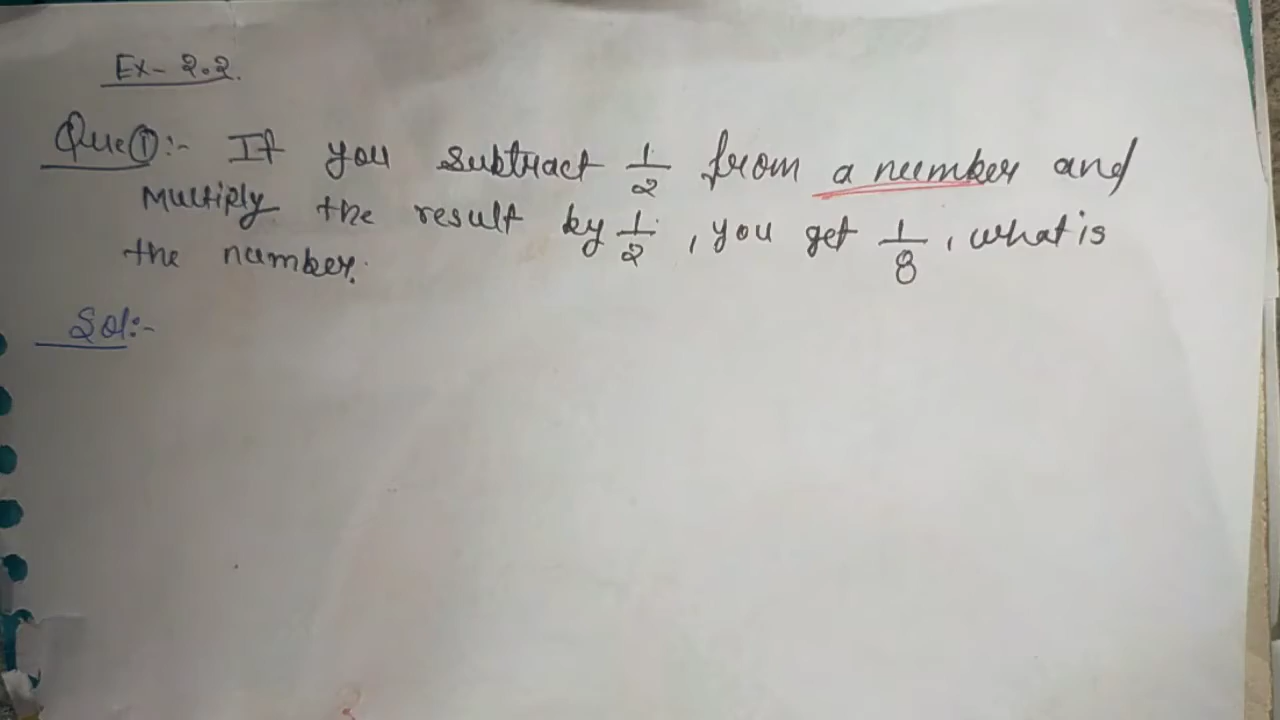 Ex- 2.2.
Que①:- If you subtract 1/2 from a number and
Multiply the result by 1/2, you get 1/8, what is
the number.
Sol:-